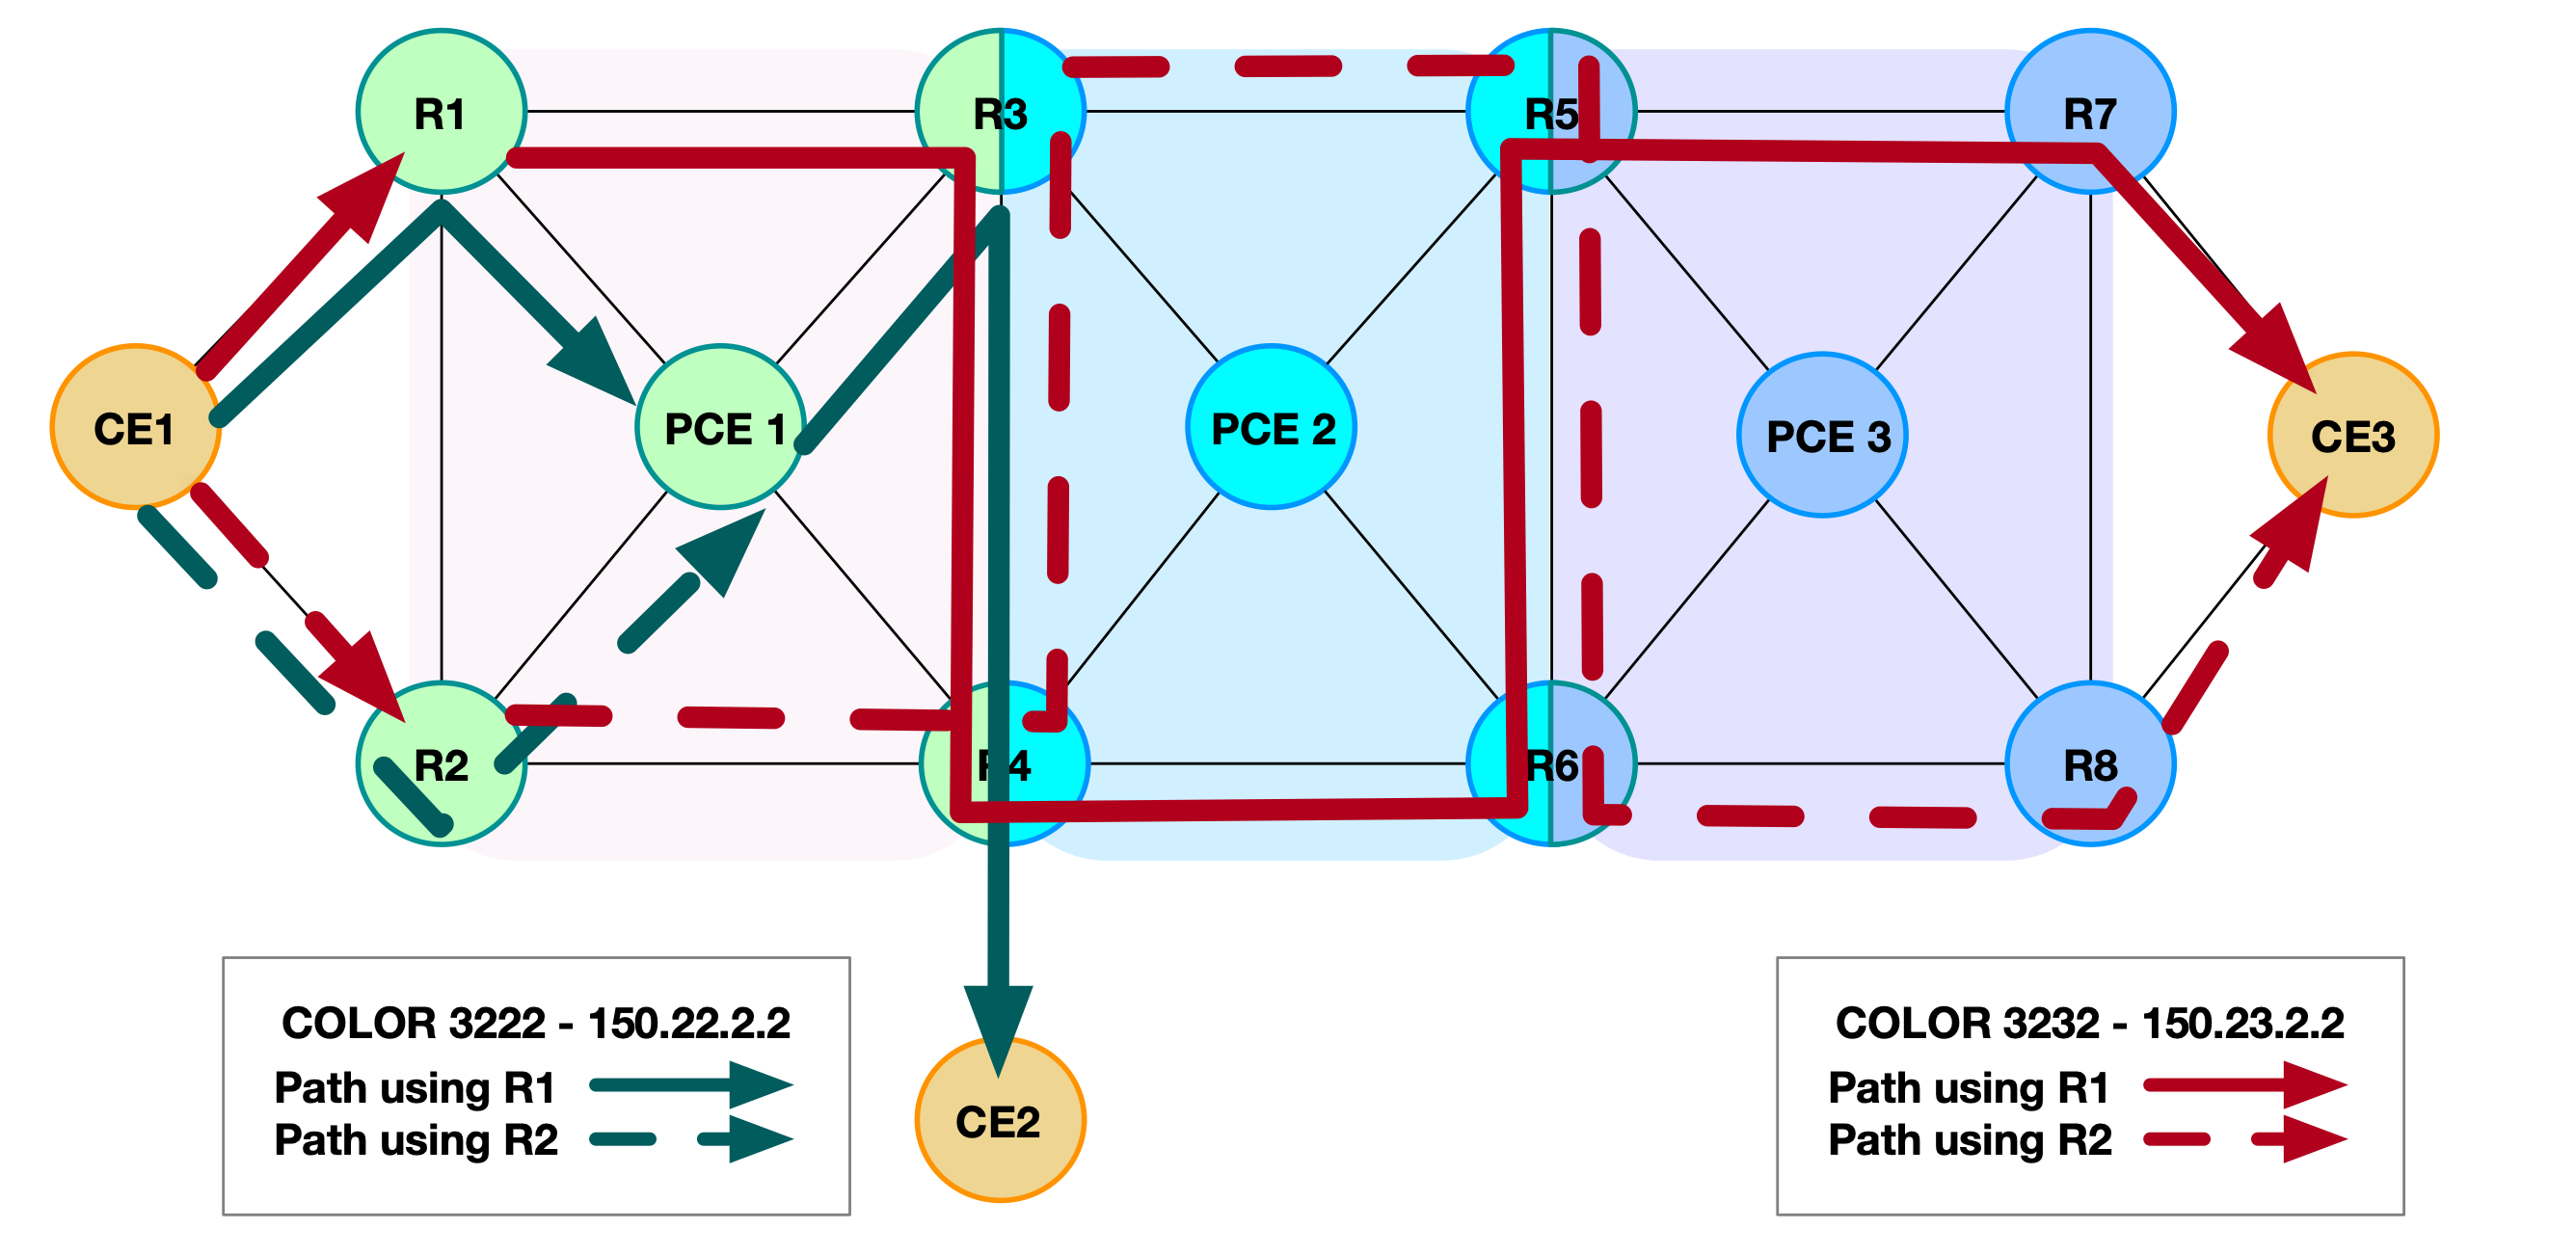 R1
R3
R5
R7
CE1
PCE 1
PCE 2
PCE 3
CE3
R2
R4
R6
R8
COLOR 3222 - 150.22.2.2
Path using R1
Path using R2
CE2
COLOR 3232 - 150.23.2.2
Path using R1
Path using R2